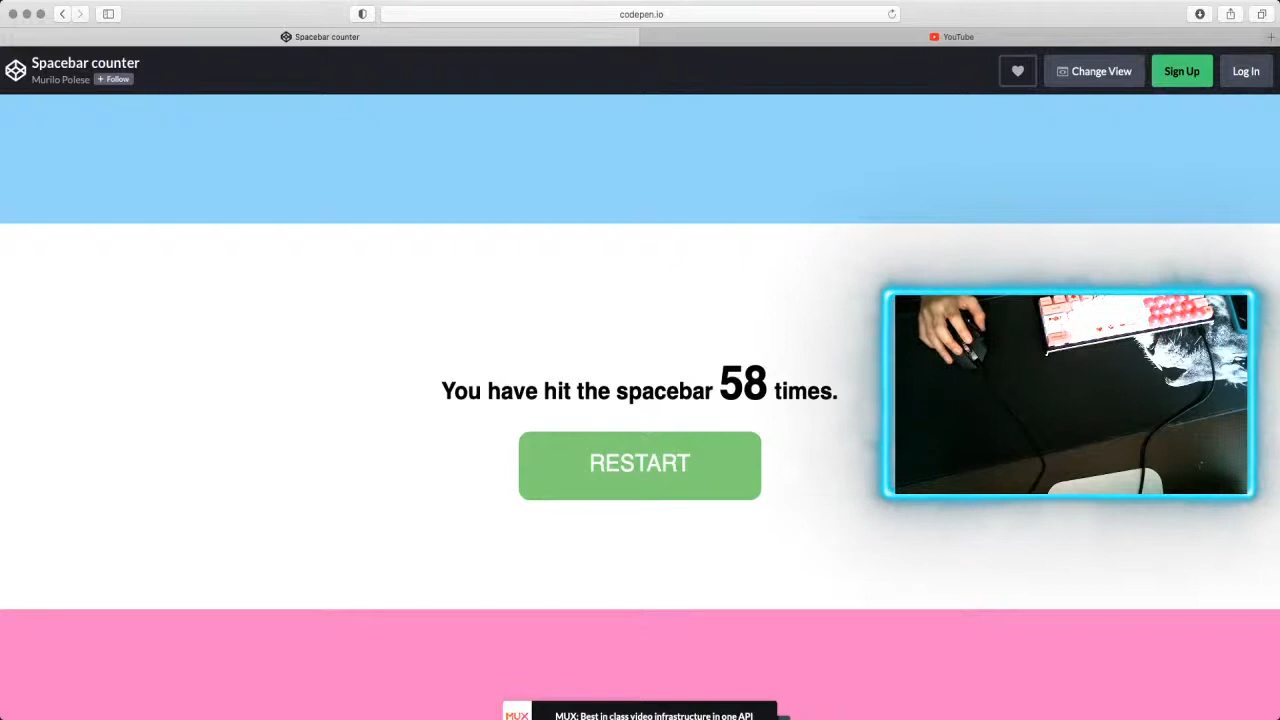 codepen.io
Spacebar counter
YouTube
Spacebar counter
Murilo Polese
+ Follow
Change View
Sign Up
Log In
You have hit the spacebar 58 times.
RESTART
MUX
MUX: Best in class video infrastructure in one API